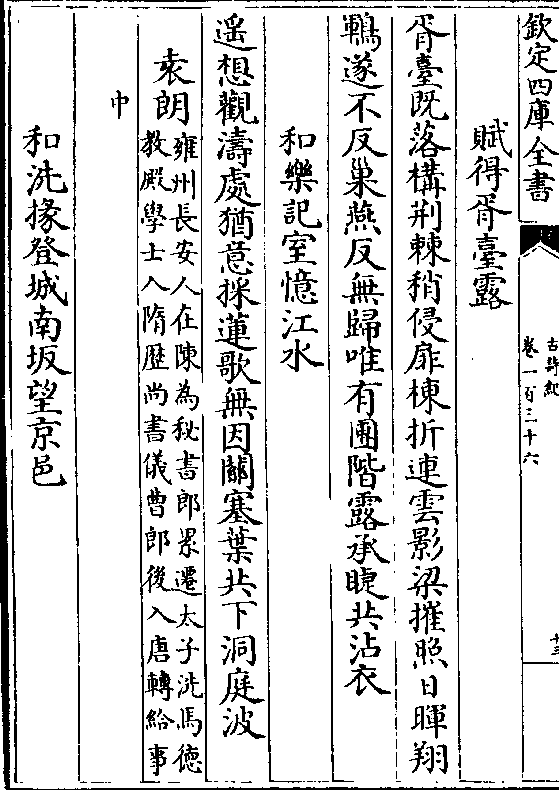 欽定四庫全書
古詩紀
卷一百三十六
十三
賦得胥臺露
胥臺既落構荆棘稍侵扉棟折連雲影梁摧照日暉翔
鵾遂不反巢燕反無歸唯有團階露承睫共沾衣
和樂記室憶江水
遥想觀濤處猶意採蓮歌無因關塞葉共下洞庭波
袁朗
雍州長安人在陳為秘書郎累遷太子洗馬德
教殿學士入隋歴尚書儀曹郎後入唐轉給事
中
和洗掾登城南坂望京邑